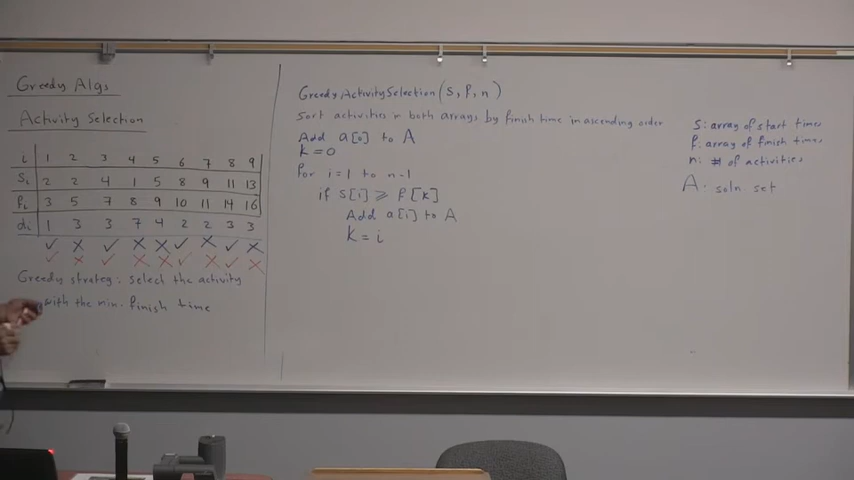 Greedy Algs
Activity Selection
i 1 2 3 4 5 6 7 8 9
Si 2 2 4 1 5 8 9 11 13
fi 3 5 7 8 9 10 11 14 16
di 1 3 3 7 4 2 2 3 3
✓ × ✓ × × ✓ × ✓ ×
✓ × ✓ × × ✓ × ✓ ×
Greedy strateg: select the activity
with the min. finish time
Greedy Activity Selection (S, f, n)
Sort activities in both arrays by finish time in ascending order
Add a[0] to A
K = 0
for i = 1 to n-1
if S[i] ⩾ f[k]
Add a[i] to A
K = i
S: array of start times
f: array of finish times
n: # of activities
A: soln. set